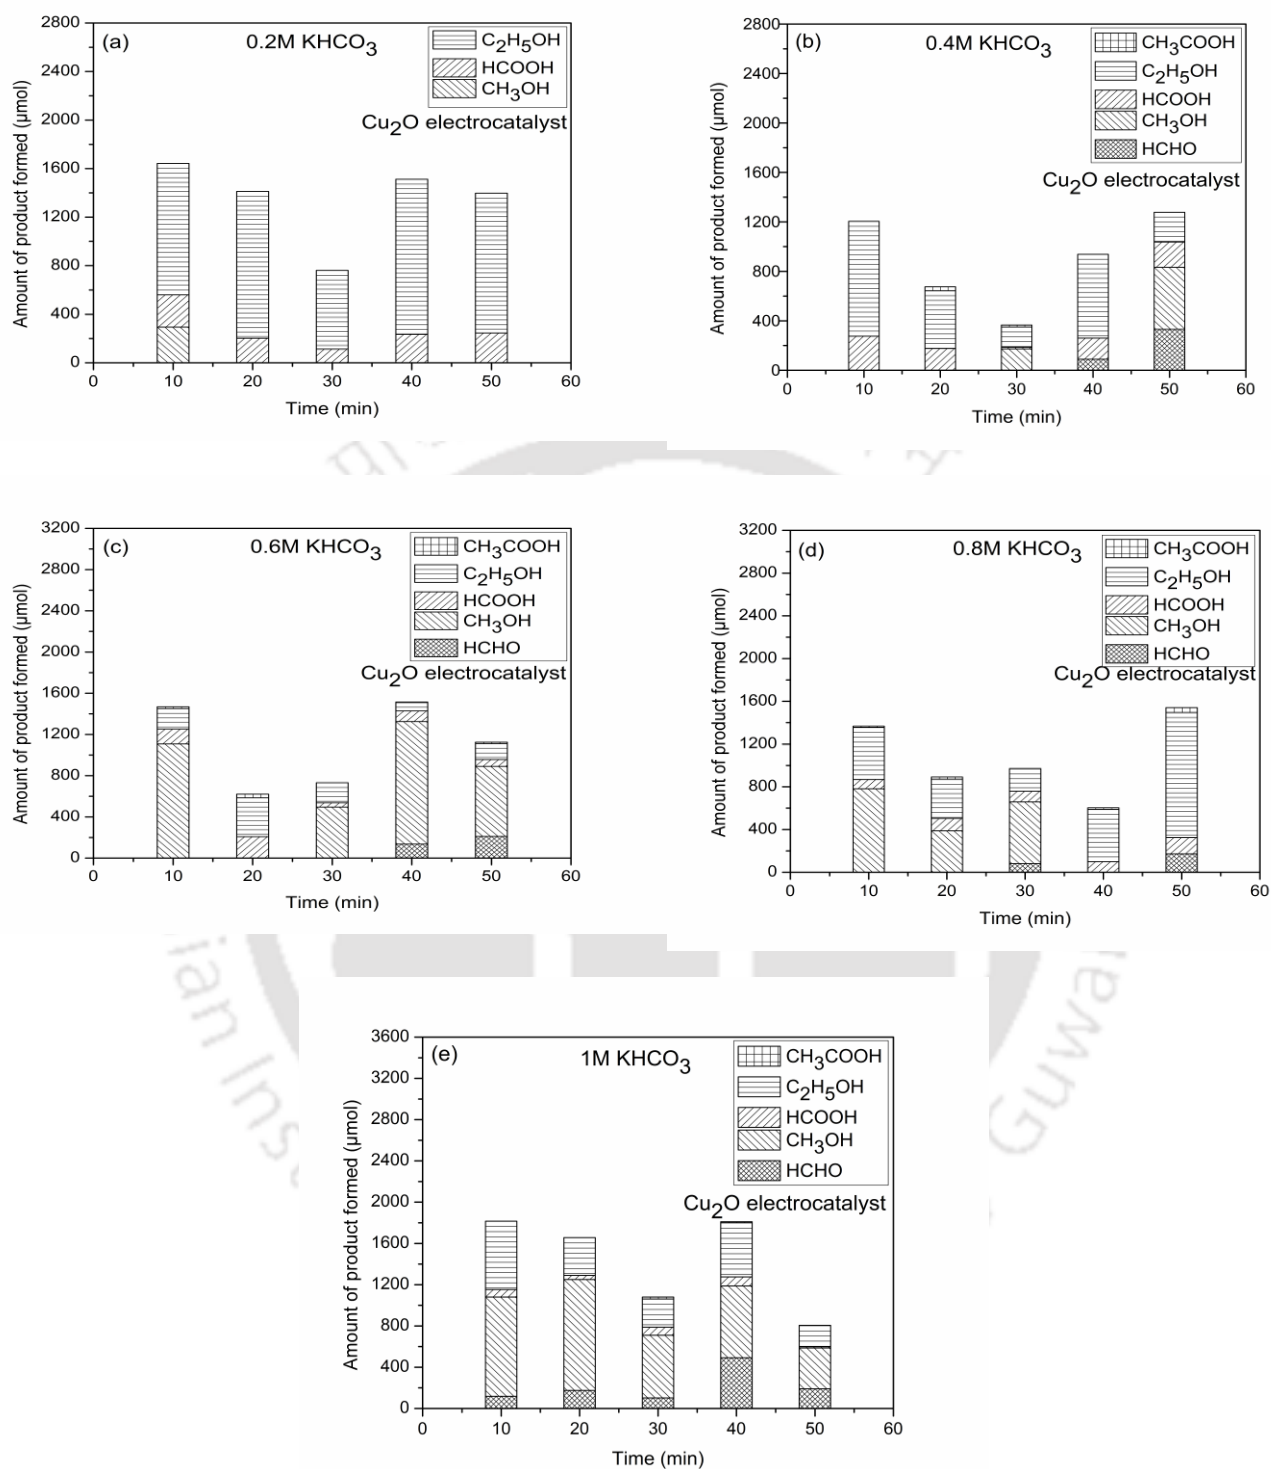 (a) 0.2M KHCO3
C2H5OH
HCOOH
CH3OH
Cu2O electrocatalyst
2800
2400
2000
1600
1200
800
400
0
Amount of product formed (µmol)
0 10 20 30 40 50 60
Time (min)
(b) 0.4M KHCO3
CH3COOH
C2H5OH
HCOOH
CH3OH
HCHO
Cu2O electrocatalyst
2800
2400
2000
1600
1200
800
400
0
Amount of product formed (µmol)
0 10 20 30 40 50 60
Time (min)
(c) 0.6M KHCO3
CH3COOH
C2H5OH
HCOOH
CH3OH
HCHO
Cu2O electrocatalyst
3200
2800
2400
2000
1600
1200
800
400
0
Amount of product formed (µmol)
0 10 20 30 40 50 60
Time (min)
(d) 0.8M KHCO3
CH3COOH
C2H5OH
HCOOH
CH3OH
HCHO
Cu2O electrocatalyst
3200
2800
2400
2000
1600
1200
800
400
0
Amount of product formed (µmol)
0 10 20 30 40 50 60
Time (min)
(e) 1M KHCO3
CH3COOH
C2H5OH
HCOOH
CH3OH
HCHO
Cu2O electrocatalyst
3600
3200
2800
2400
2000
1600
1200
800
400
0
Amount of product formed (µmol)
0 10 20 30 40 50 60
Time (min)